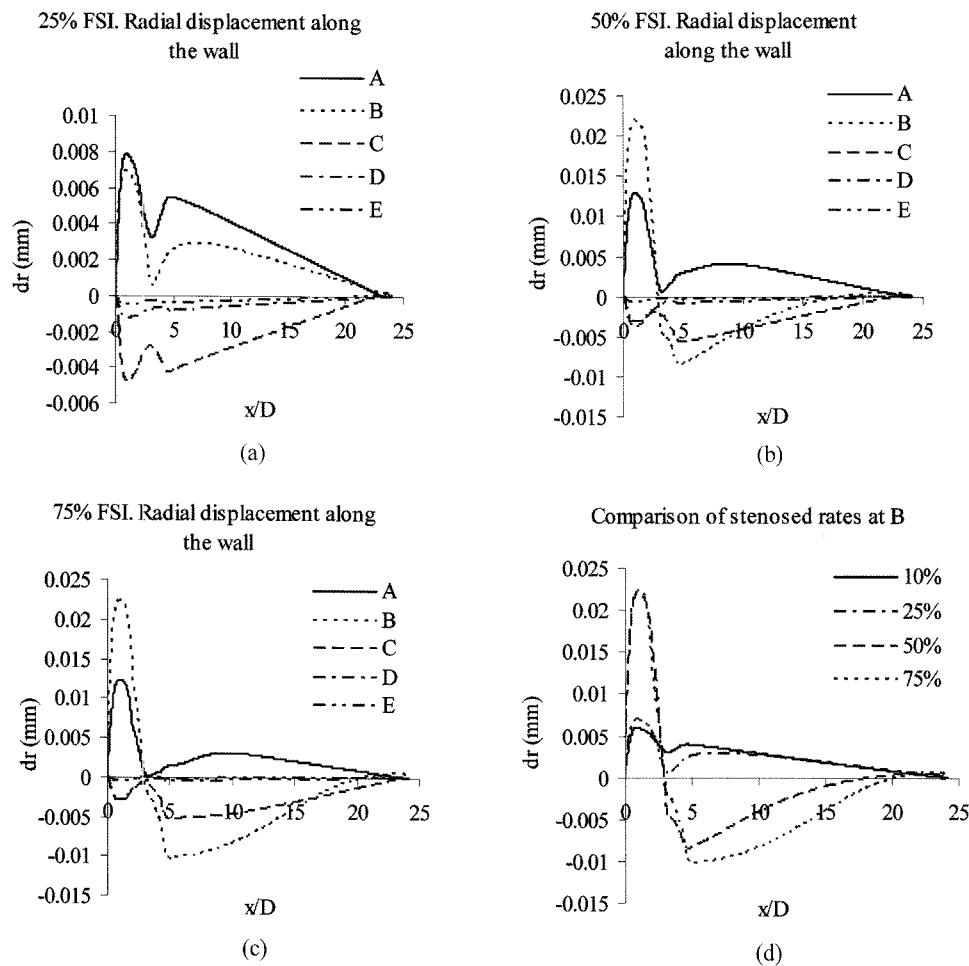 25% FSI. Radial displacement along
the wall
A
B
C
D
E
0.01
0.008
0.006
0.004
0.002
0
-0.002
-0.004
-0.006
dr (mm)
0 5 10 15 20 25
x/D
(a)
50% FSI. Radial displacement
along the wall
A
B
C
D
E
0.025
0.02
0.015
0.01
0.005
0
-0.005
-0.01
-0.015
dr (mm)
0 5 10 15 20 25
x/D
(b)
75% FSI. Radial displacement along
the wall
A
B
C
D
E
0.025
0.02
0.015
0.01
0.005
0
-0.005
-0.01
-0.015
dr (mm)
0 5 10 15 20 25
x/D
(c)
Comparison of stenosed rates at B
10%
25%
50%
75%
0.025
0.02
0.015
0.01
0.005
0
-0.005
-0.01
-0.015
dr (mm)
0 5 10 15 20 25
x/D
(d)